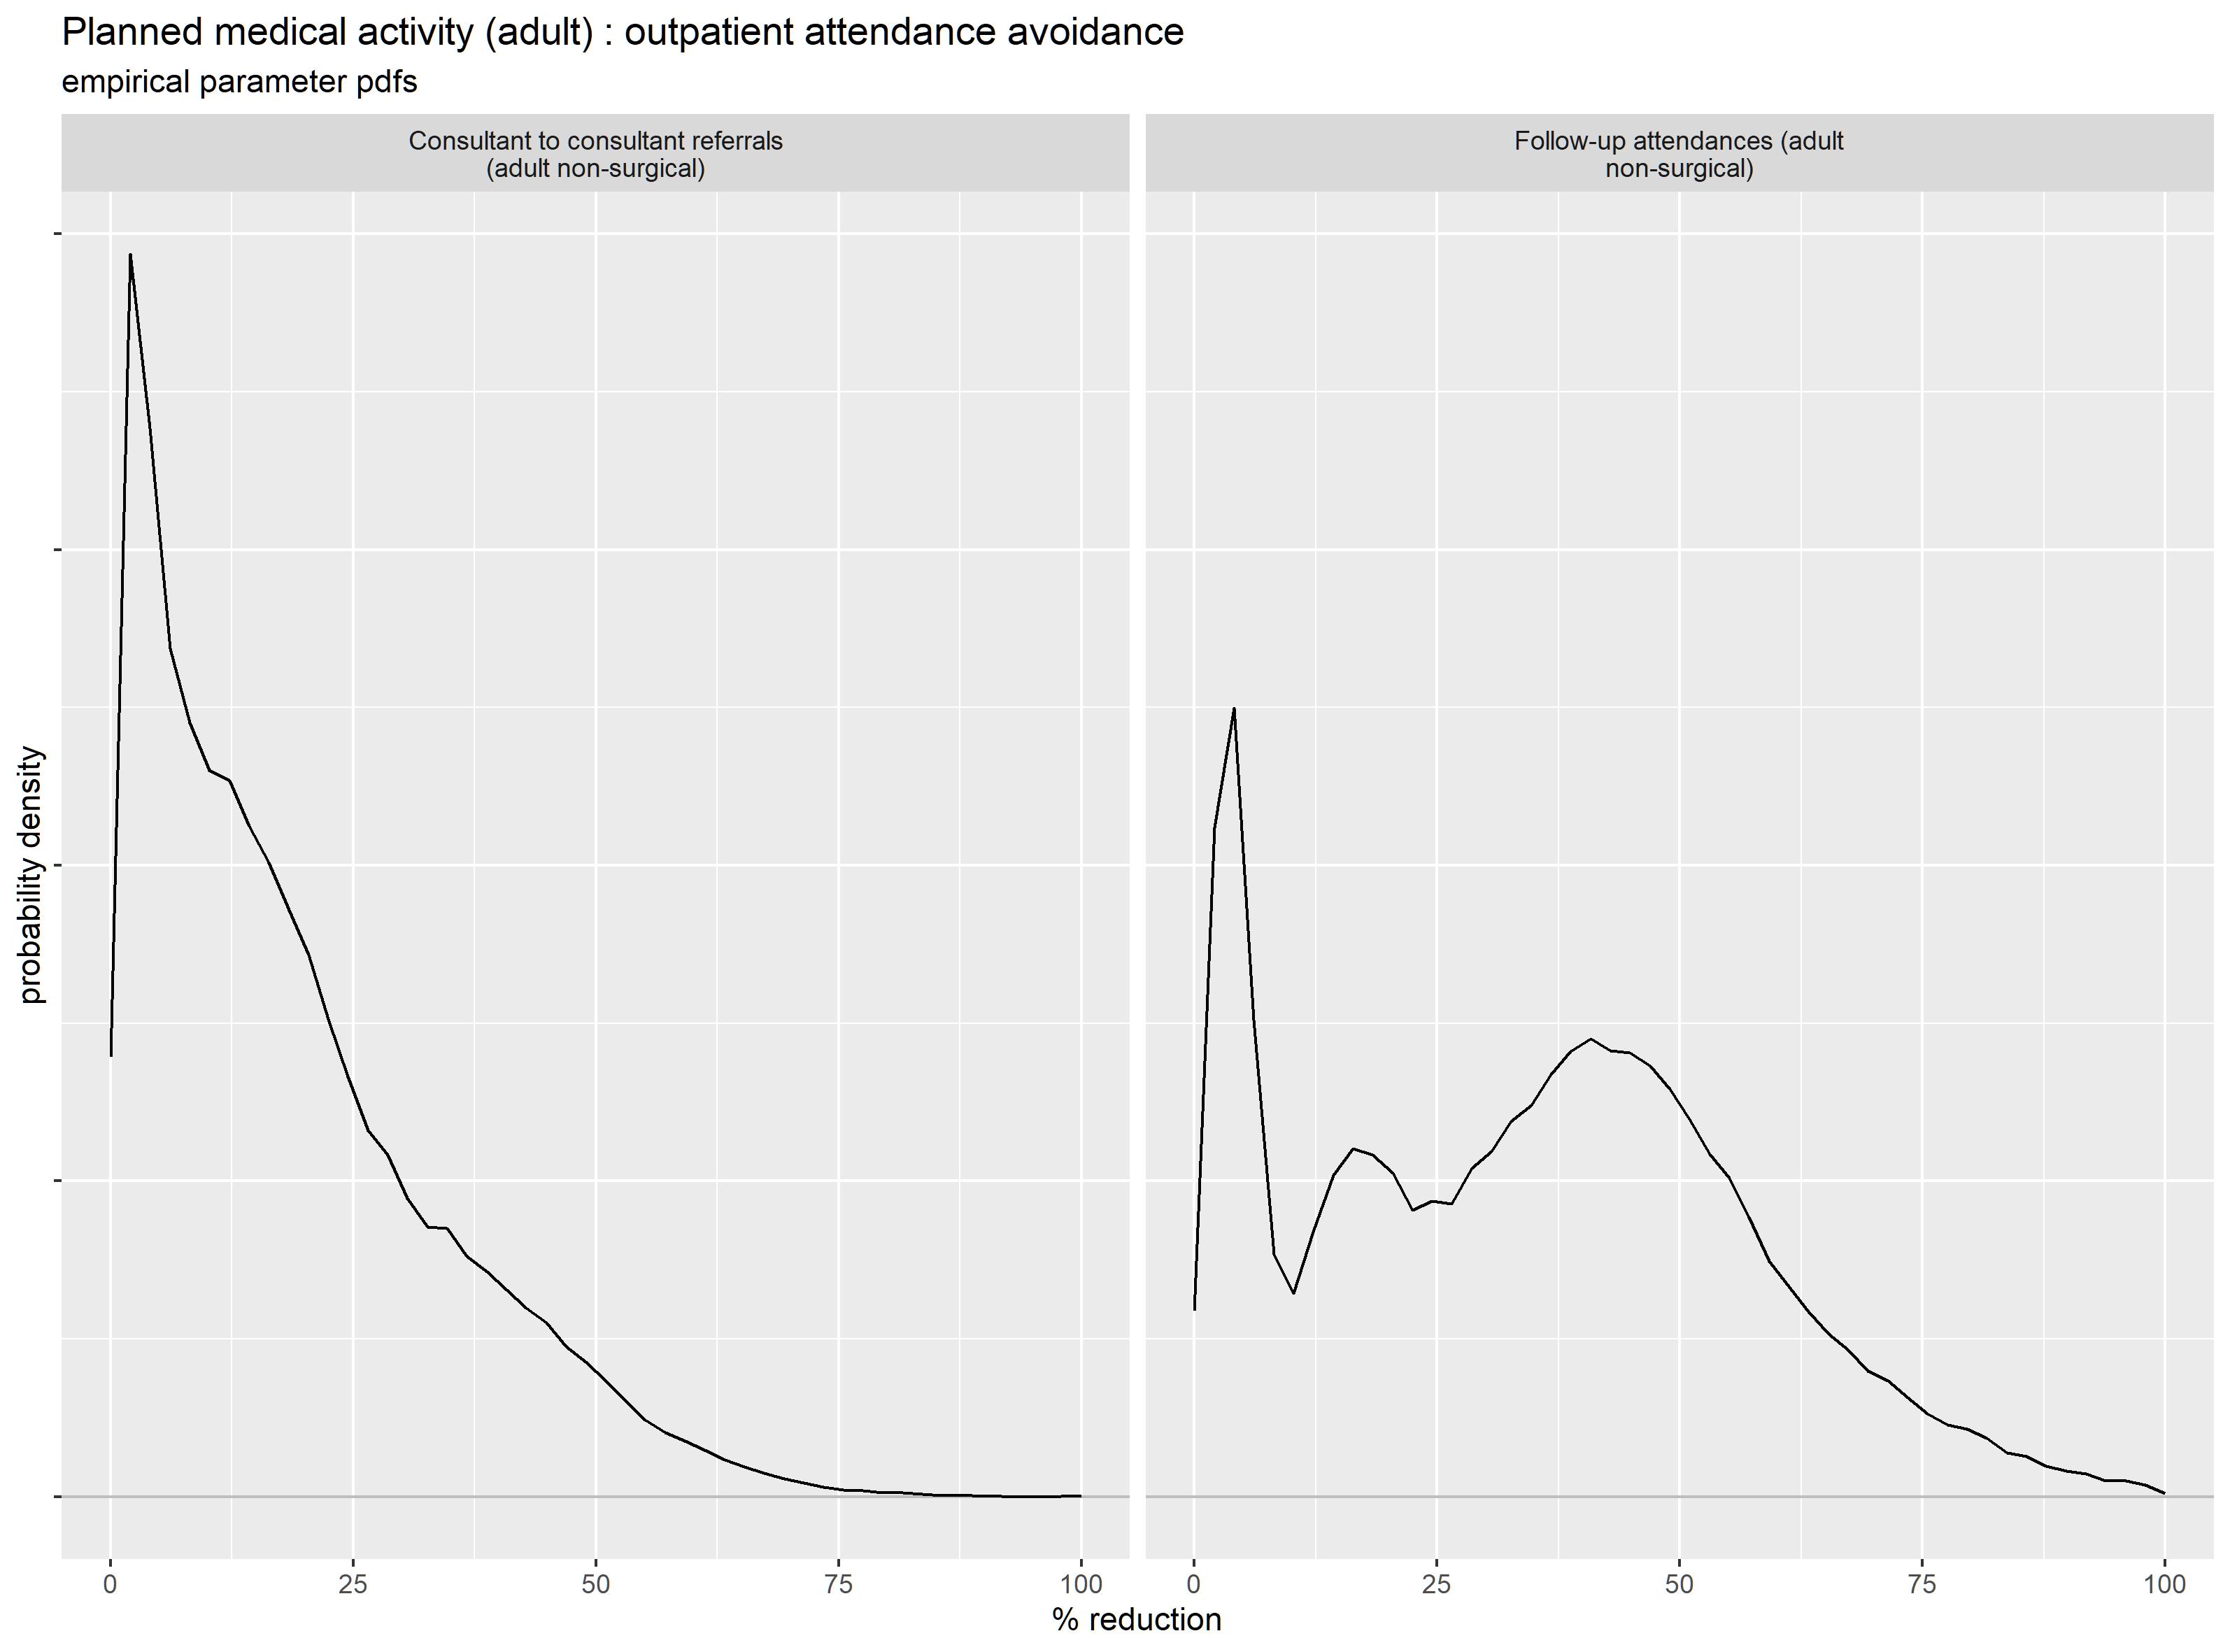 Planned medical activity (adult) : outpatient attendance avoidance
empirical parameter pdfs
Consultant to consultant referrals
(adult non-surgical)
Follow-up attendances (adult
non-surgical)
probability density
0 25 50 75 100
0 25 50 75 100
% reduction